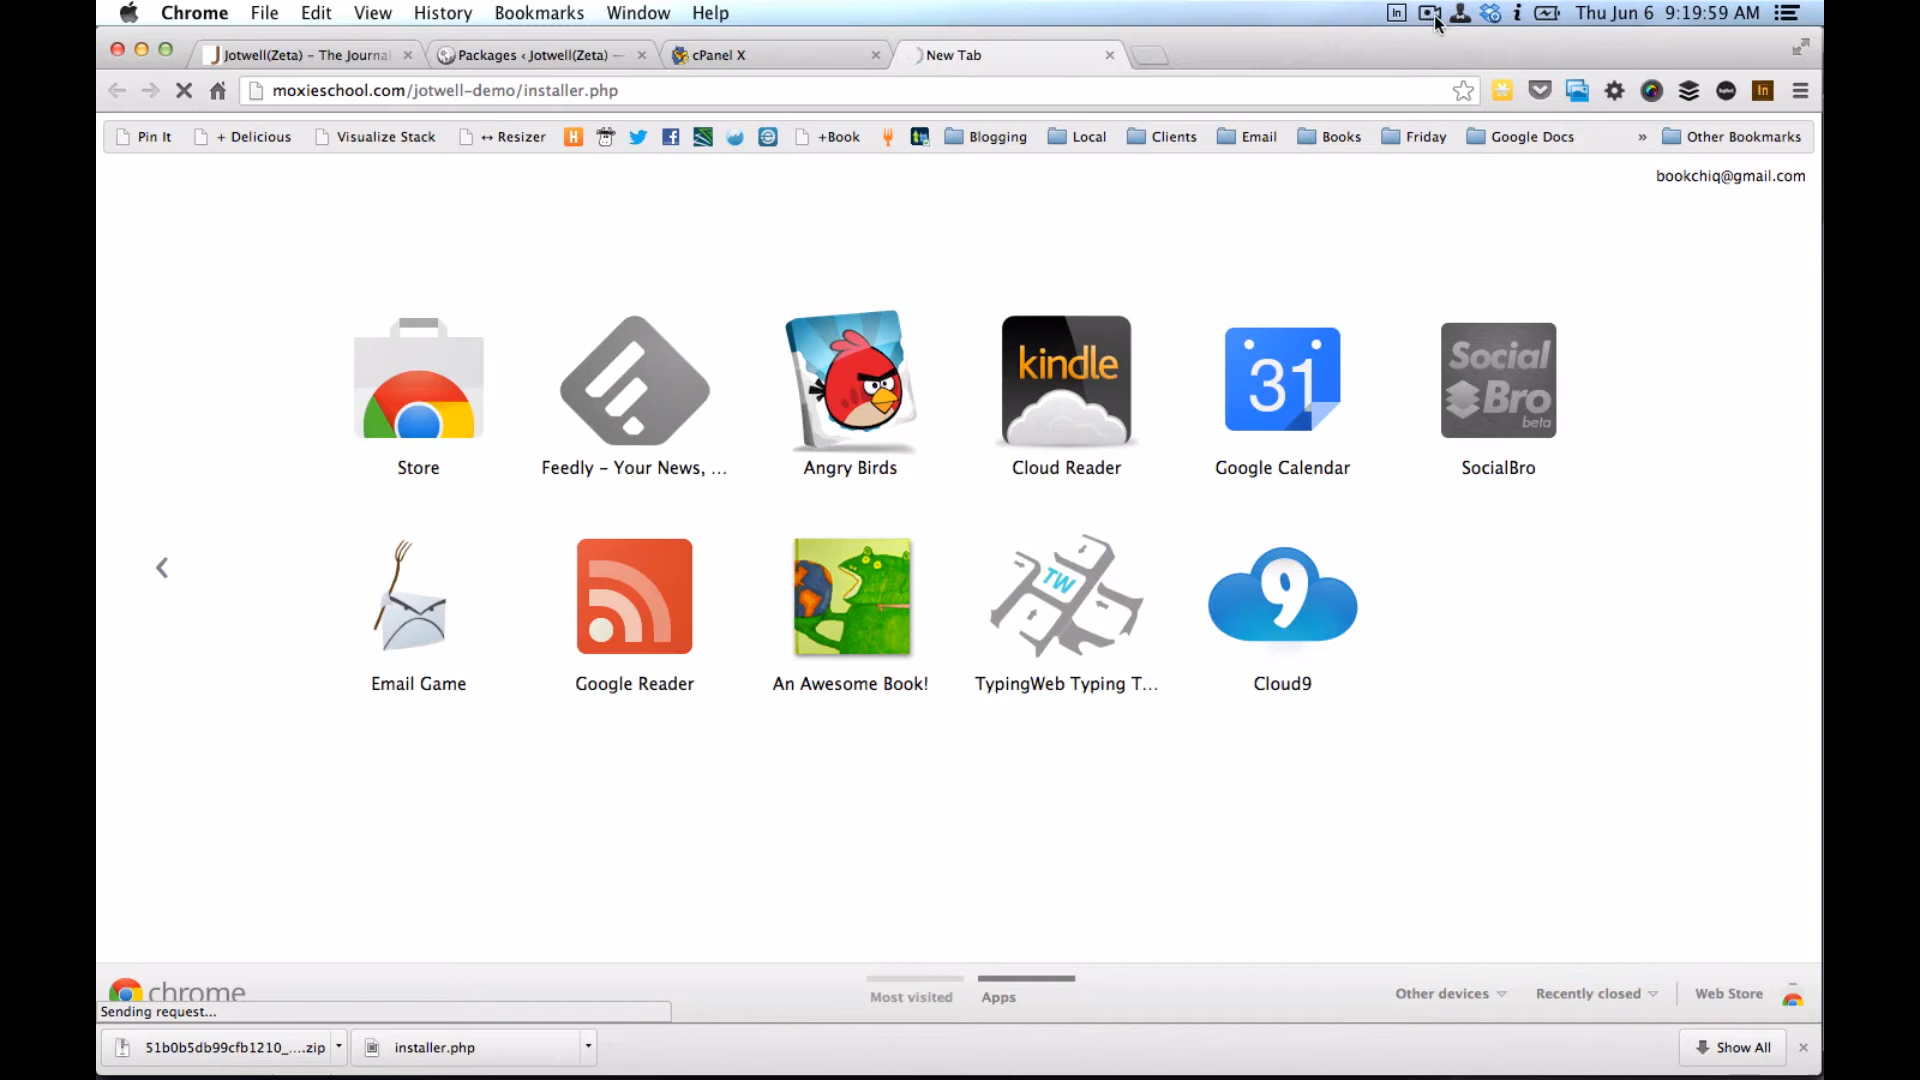 Chrome File Edit View History Bookmarks Window Help In Thu Jun 6 9:19:59 AM
Jotwell(Zeta) – The Journal Packages ‹ Jotwell(Zeta) — cPanel X New Tab
moxieschool.com/jotwell-demo/installer.php In
Pin It + Delicious Visualize Stack ↔ Resizer H +Book Blogging Local Clients Email Books Friday Google Docs » Other Bookmarks
bookchiq@gmail.com
kindle
31
Social Bro beta
Store Feedly – Your News, ... Angry Birds Cloud Reader Google Calendar SocialBro
TW
9
Email Game Google Reader An Awesome Book! TypingWeb Typing T... Cloud9
chrome Most visited Apps Other devices Recently closed Web Store
Sending request...
51b0b5db99cfb1210_....zip installer.php Show All